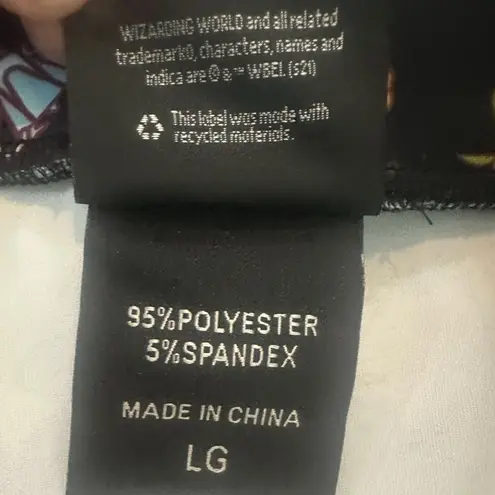 WIZARDING WORLD and all related
trademark0, characters, names and
indica are © & ™ WBEI. (s21)
This label was made with
recycled materials.
95%POLYESTER
5%SPANDEX
MADE IN CHINA
LG